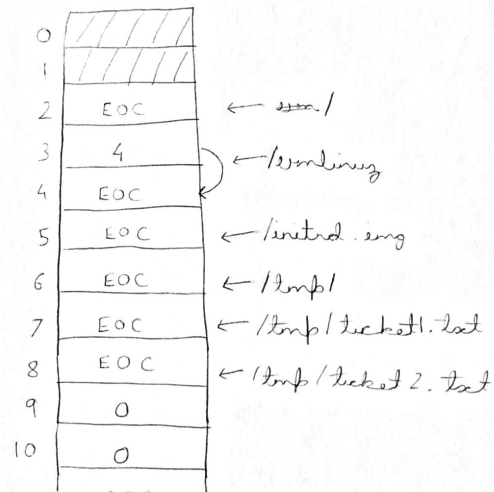 0
1
2 EOC ← /
3 4 ← /vmlinuz
4 EOC
5 EOC ← /initrd.img
6 EOC ← /tmp/
7 EOC ← /tmp/ticket1.txt
8 EOC ← /tmp/ticket2.txt
9 0
10 0